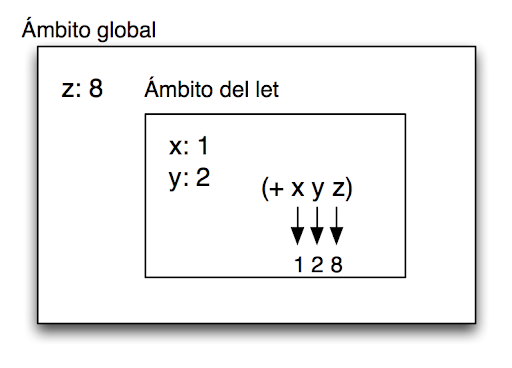 Ámbito global
z: 8
Ámbito del let
x: 1
y: 2
(+ x y z)
1 2 8